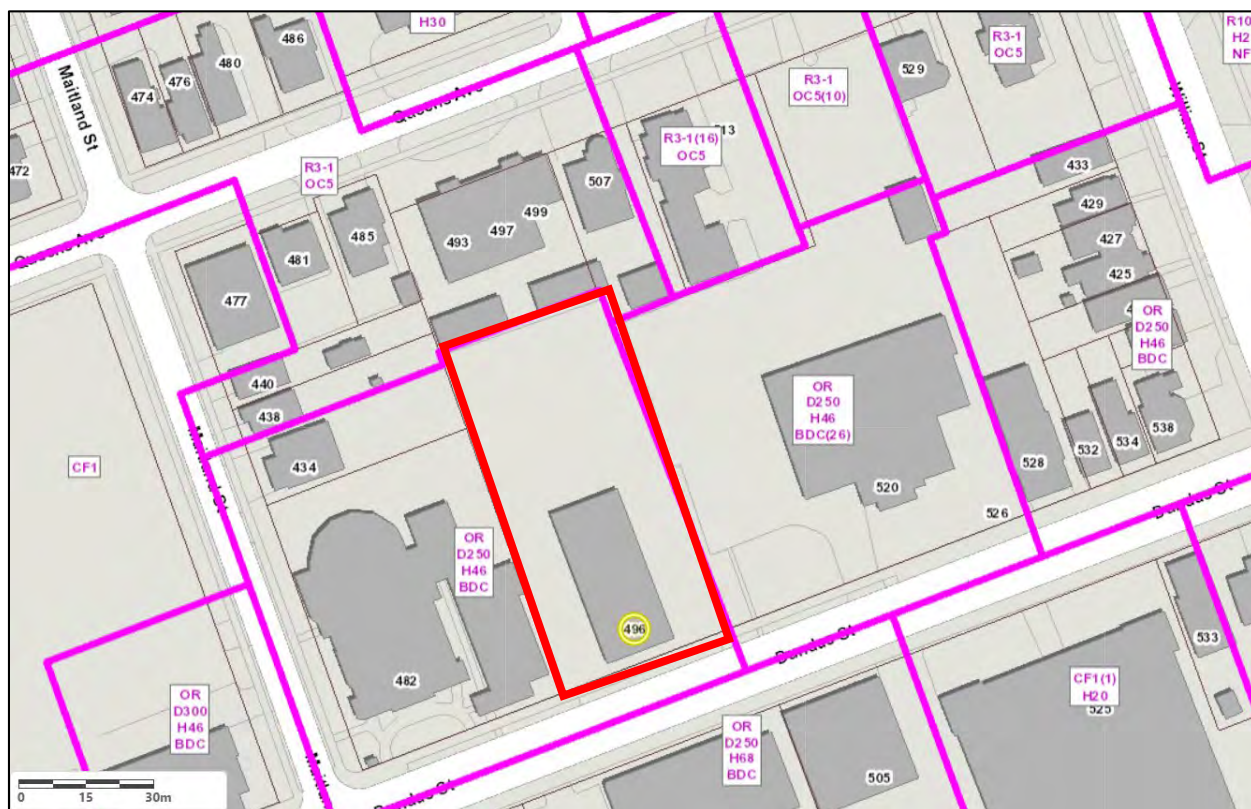 H30
486
480
476
474
472
Maitland St
Queens Ave
R3-1
OC5
529
R3-1
OC5(10)
R3-1(16)
OC5
William St
433
429
427
425
507
499
497
493
R3-1
OC5
485
481
477
Queens Ave
440
438
434
Maitland St
CF1
OR
D250
H46
BDC
OR
D250
H46
BDC(26)
OR
D250
H46
BDC
538
534
532
528
520
526
Dundas St
496
482
Dundas St
533
CF1(1)
H20
525
OR
D300
H46
BDC
OR
D250
H68
BDC
505
Dundas St
0 15 30m